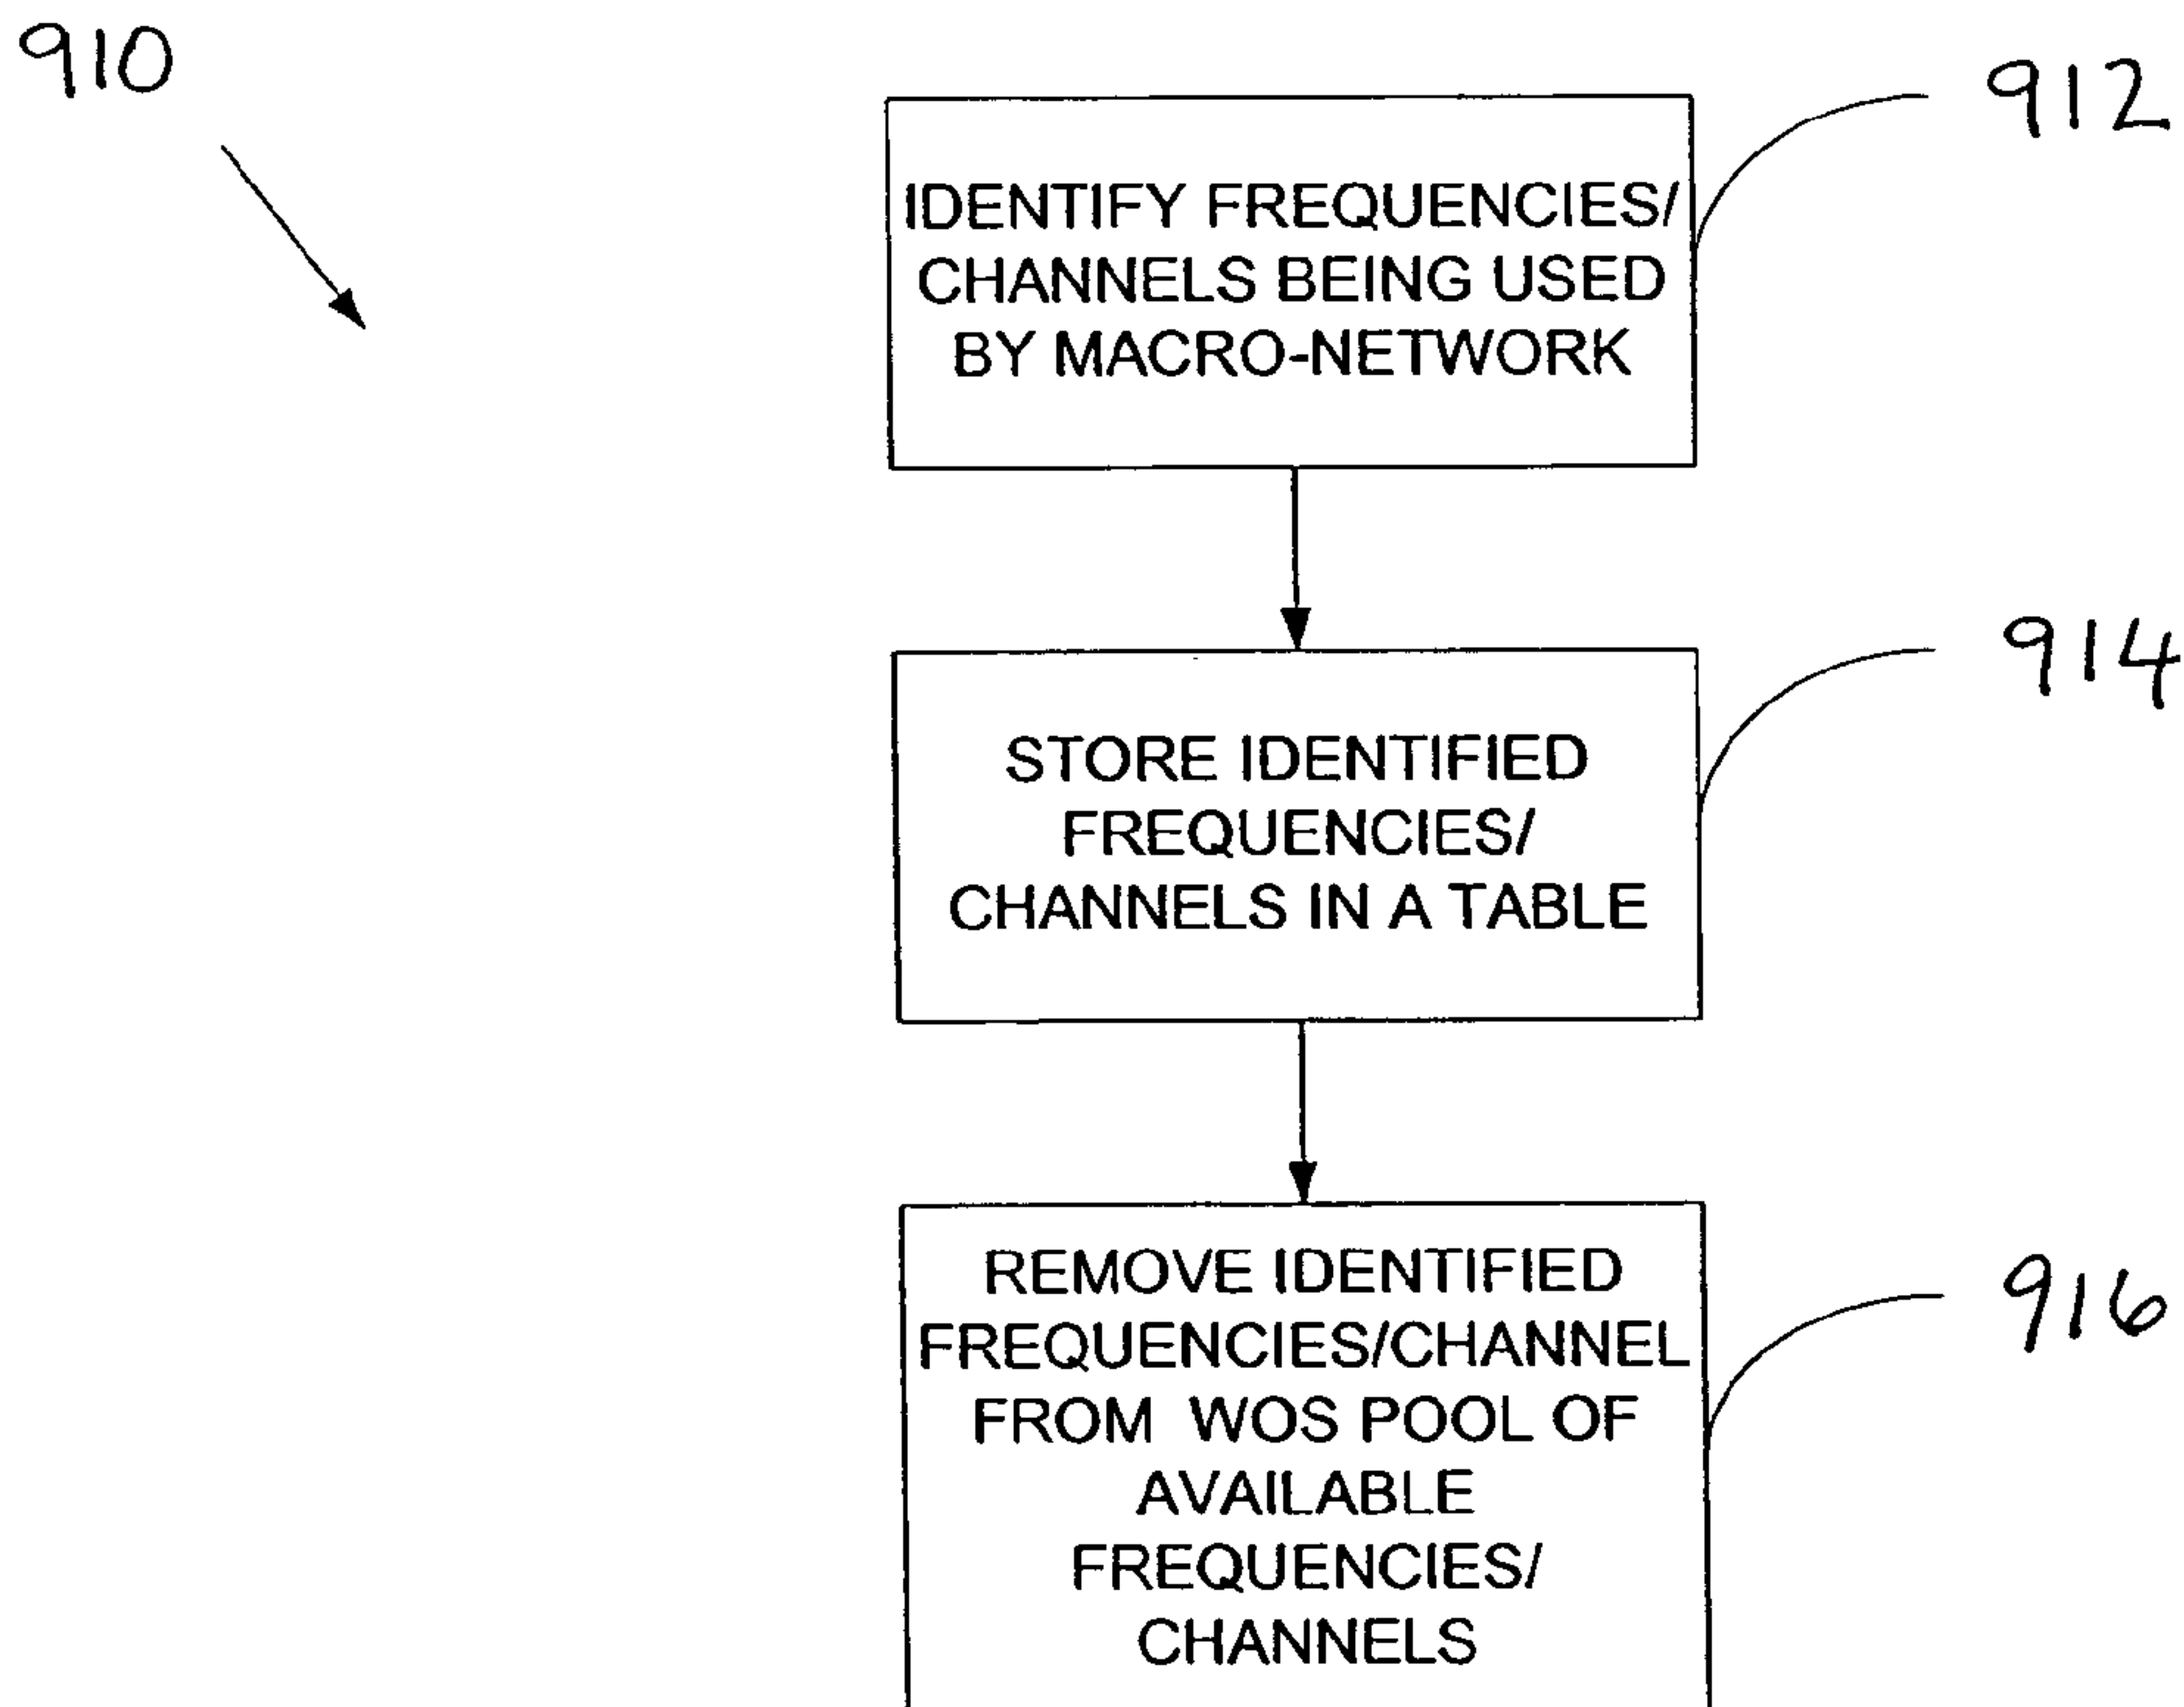 910
912
IDENTIFY FREQUENCIES/
CHANNELS BEING USED
BY MACRO-NETWORK
914
STORE IDENTIFIED
FREQUENCIES/
CHANNELS IN A TABLE
REMOVE IDENTIFIED
FREQUENCIES/CHANNEL
FROM WOS POOL OF
AVAILABLE
FREQUENCIES/
CHANNELS
916